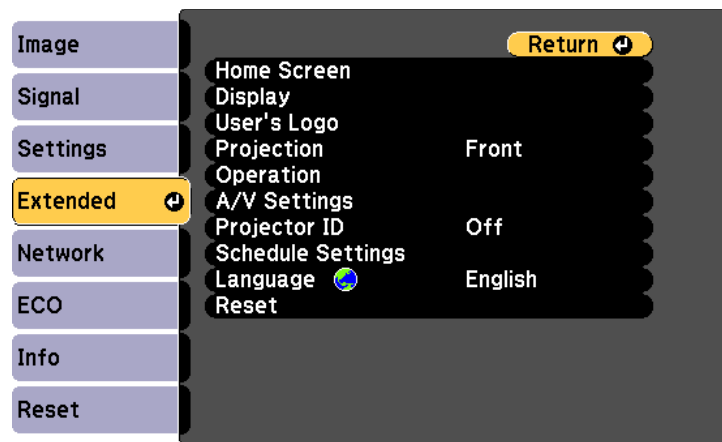 Image
Signal
Settings
Extended
Network
ECO
Info
Reset
Return
Home Screen
Display
User's Logo
Projection Front
Operation
A/V Settings
Projector ID Off
Schedule Settings
Language English
Reset